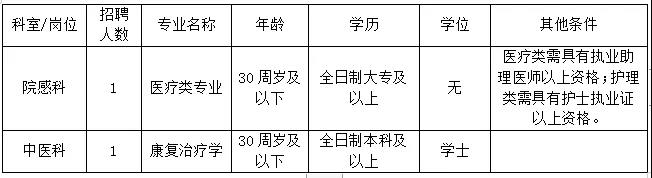 科室/岗位 招聘人数 专业名称 年龄 学历 学位 其他条件
院感科 1 医疗类专业 30周岁及以下 全日制大专及以上 无 医疗类需具有执业助理医师以上资格；护理类需具有护士执业证以上资格。
中医科 1 康复治疗学 30周岁及以下 全日制本科及以上 学士